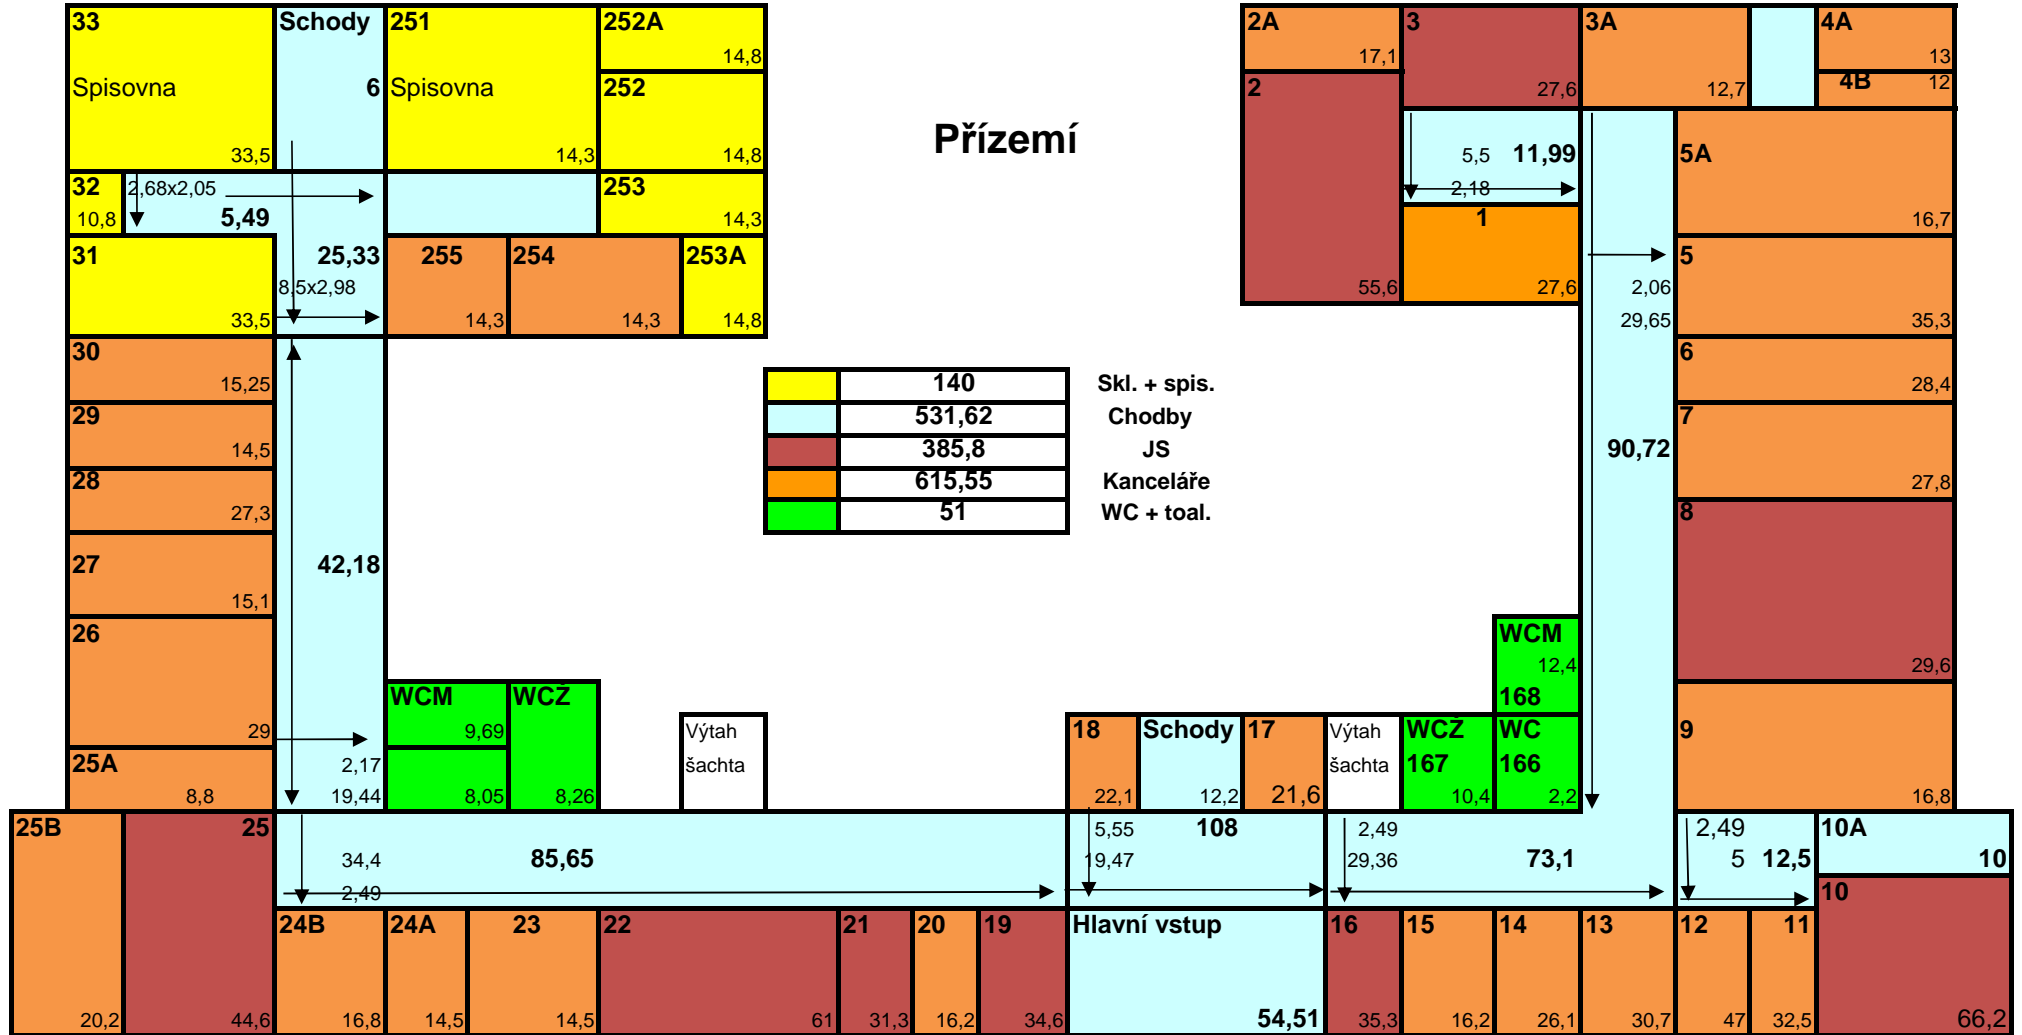 33 Schody 251 252A
14,8
Spisovna 6 Spisovna 252
33,5 14,3 14,8
32 2,68x2,05 253
10,8 5,49 14,3
31 25,33 255 254 253A
8,5x2,98
33,5 14,3 14,3 14,8
30
15,25
29
14,5
28
27,3
27 42,18
15,1
26
29
WCM WCŽ
9,69
25A 2,17
8,8 19,44 8,05 8,26
Výtah
šachta
Přízemí
2A 3 3A 4A
17,1 13
2 27,6 12,7 4B 12
5,5 11,99 5A
2,18
1 16,7
5
55,6 27,6 2,06
29,65 35,3
6
28,4
7
90,72
27,8
8
29,6
9
16,8
140 Skl. + spis.
531,62 Chodby
385,8 JS
615,55 Kanceláře
51 WC + toal.
WCM
12,4
168
18 Schody 17 Výtah WCŽ WC
šachta 167 166
22,1 12,2 21,6 10,4 2,2
25B 25 5,55 108 2,49 2,49 10A
34,4 85,65 19,47 29,36 73,1 5 12,5 10
2,49
10
24B 24A 23 22 21 20 19 Hlavní vstup 16 15 14 13 12 11
20,2 44,6 16,8 14,5 14,5 61 31,3 16,2 34,6 54,51 35,3 16,2 26,1 30,7 47 32,5 66,2